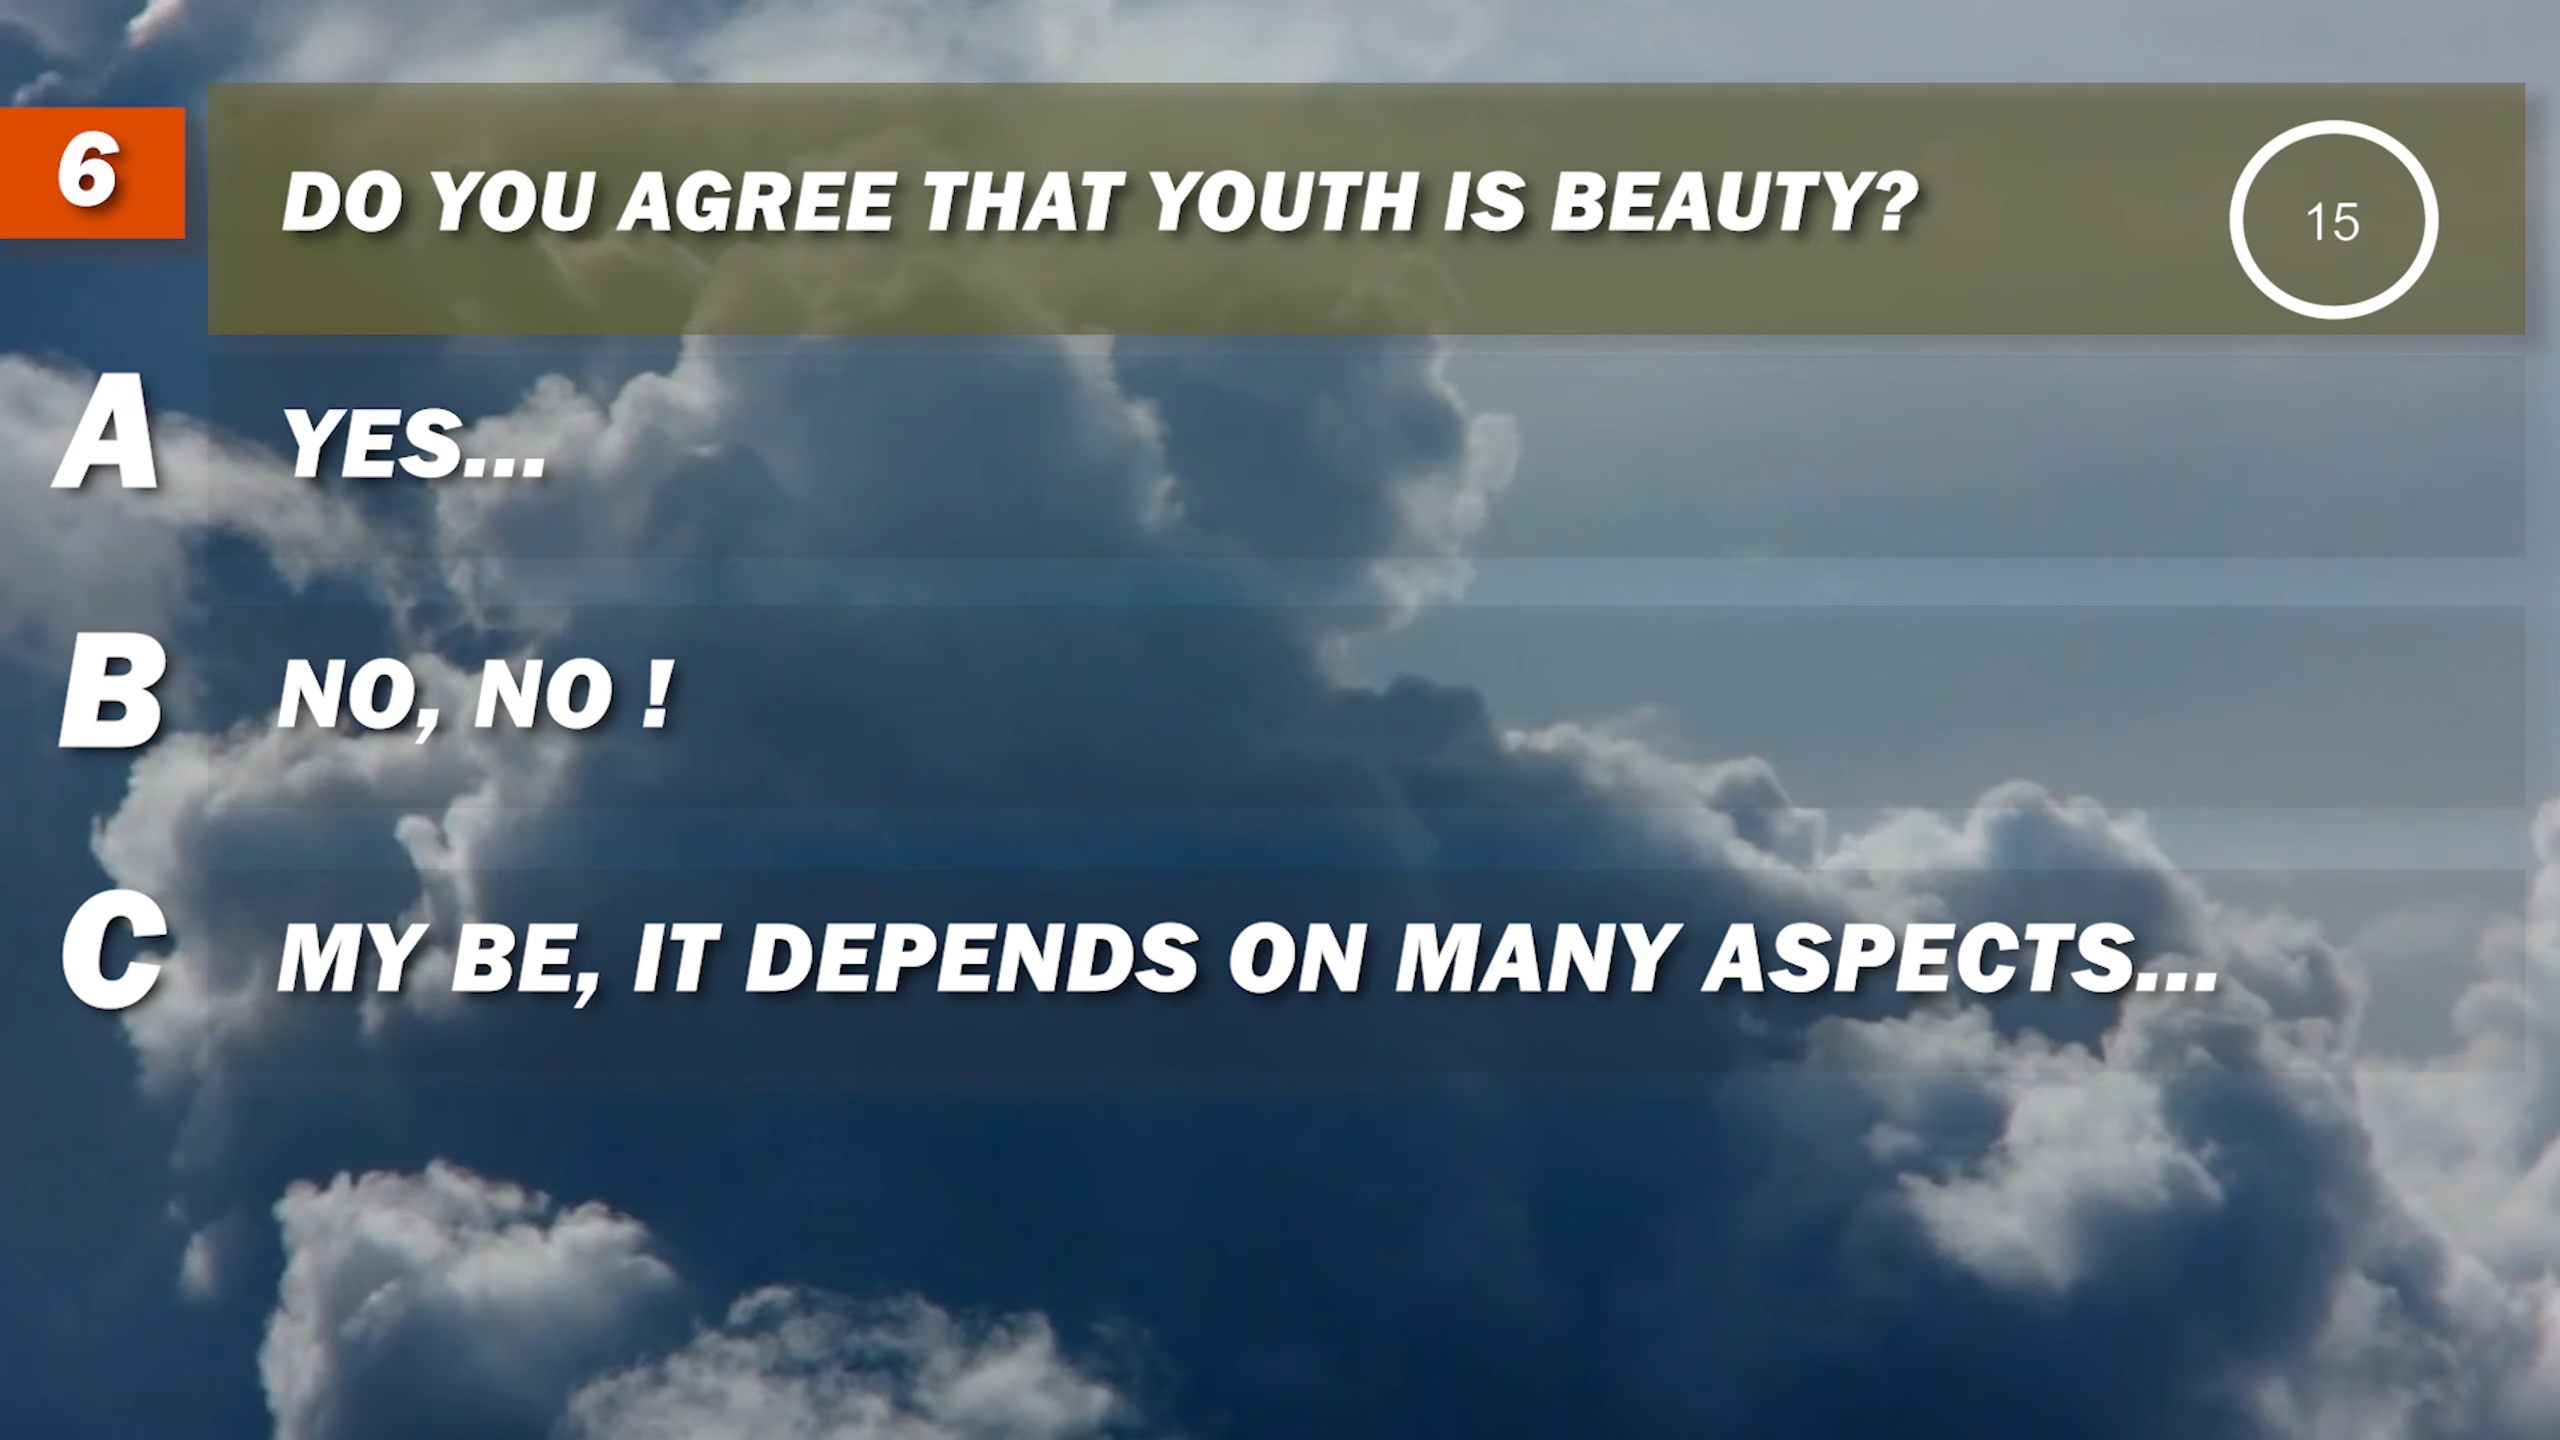 6
DO YOU AGREE THAT YOUTH IS BEAUTY?
15
A
YES...
B
NO, NO !
C
MY BE, IT DEPENDS ON MANY ASPECTS...